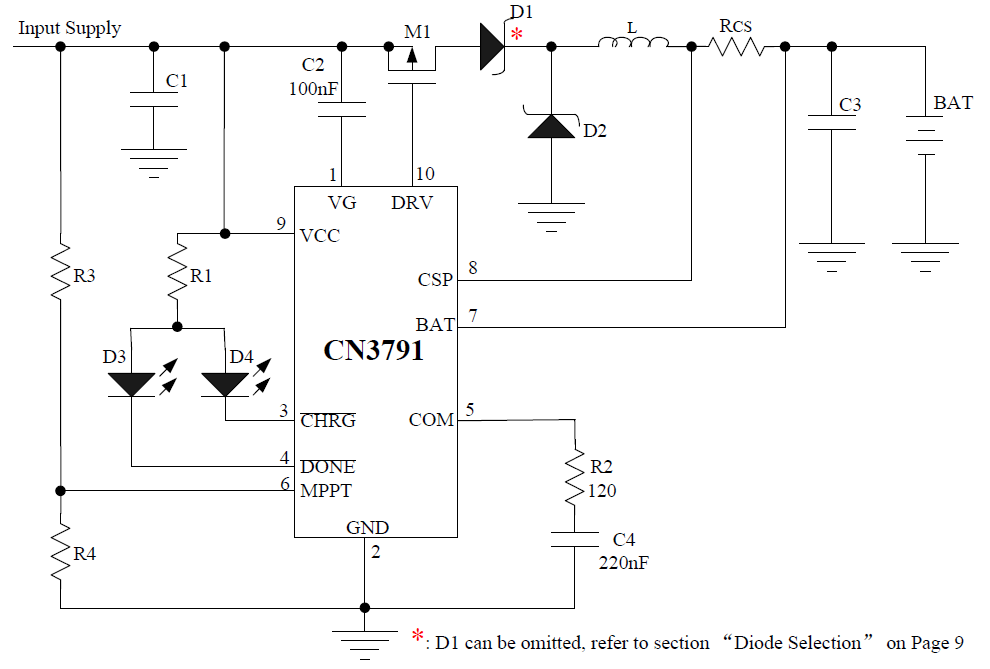 Input Supply
D1
*
M1
L
RCS
C2
100nF
C1
C3
BAT
D2
1
10
VG
DRV
9
VCC
R3
R1
CSP
8
BAT
7
CN3791
D3
D4
3
CHRG
COM
5
4
DONE
6
MPPT
R2
120
GND
2
R4
C4
220nF
*: D1 can be omitted, refer to section “Diode Selection” on Page 9